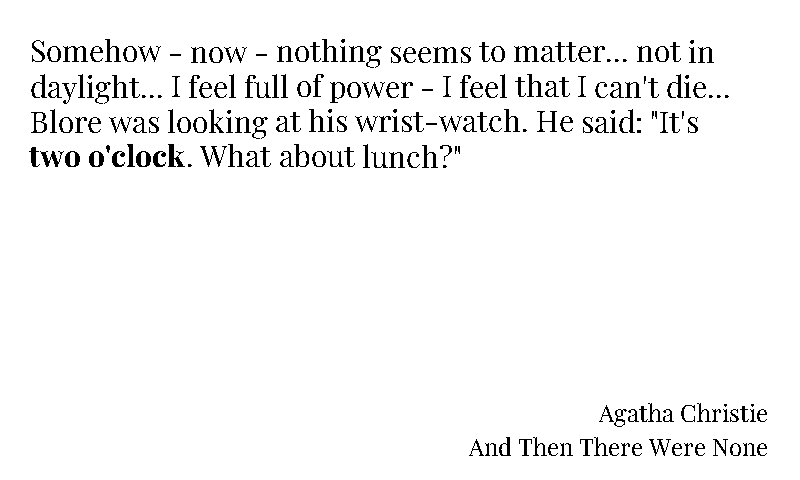 Somehow - now - nothing seems to matter... not in
daylight... I feel full of power - I feel that I can't die...
Blore was looking at his wrist-watch. He said: "It's
two o'clock. What about lunch?"
Agatha Christie
And Then There Were None